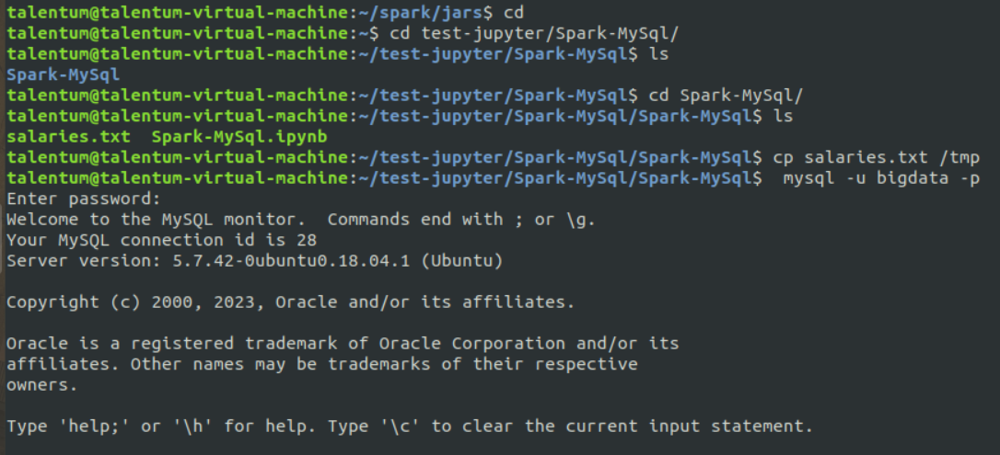 talentum@talentum-virtual-machine:~/spark/jars$ cd
talentum@talentum-virtual-machine:~$ cd test-jupyter/Spark-MySql/
talentum@talentum-virtual-machine:~/test-jupyter/Spark-MySql$ ls
Spark-MySql
talentum@talentum-virtual-machine:~/test-jupyter/Spark-MySql$ cd Spark-MySql/
talentum@talentum-virtual-machine:~/test-jupyter/Spark-MySql/Spark-MySql$ ls
salaries.txt  Spark-MySql.ipynb
talentum@talentum-virtual-machine:~/test-jupyter/Spark-MySql/Spark-MySql$ cp salaries.txt /tmp
talentum@talentum-virtual-machine:~/test-jupyter/Spark-MySql/Spark-MySql$  mysql -u bigdata -p
Enter password:
Welcome to the MySQL monitor.  Commands end with ; or \g.
Your MySQL connection id is 28
Server version: 5.7.42-0ubuntu0.18.04.1 (Ubuntu)
Copyright (c) 2000, 2023, Oracle and/or its affiliates.
Oracle is a registered trademark of Oracle Corporation and/or its
affiliates. Other names may be trademarks of their respective
owners.
Type 'help;' or '\h' for help. Type '\c' to clear the current input statement.